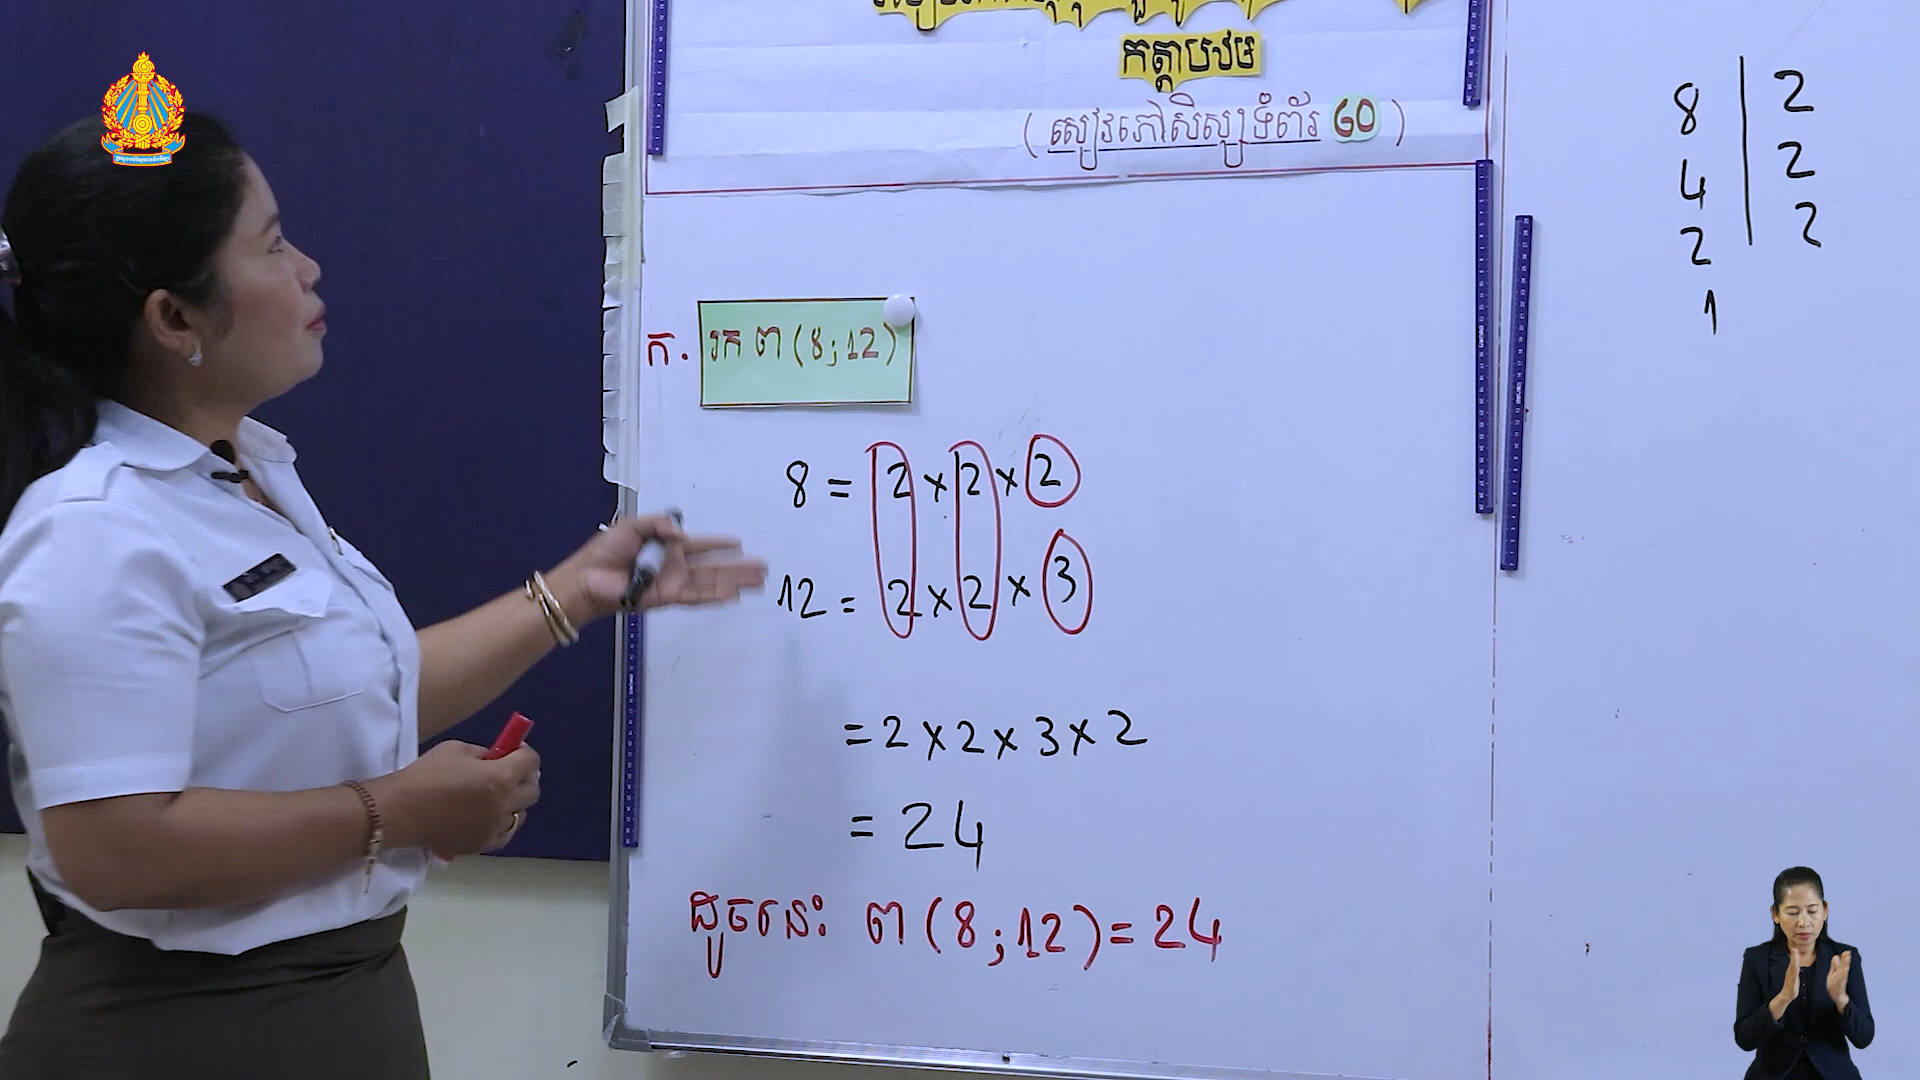 កត្តាបឋម
( សៀវភៅសិស្សទំព័រ 60 )
ក. រក ពា (8;12)
8 = 2 x 2 x 2
12 = 2 x 2 x 3
= 2 x 2 x 3 x 2
= 24
ដូចនេះ ពា (8;12) = 24
8 | 2
4 | 2
2 | 2
1